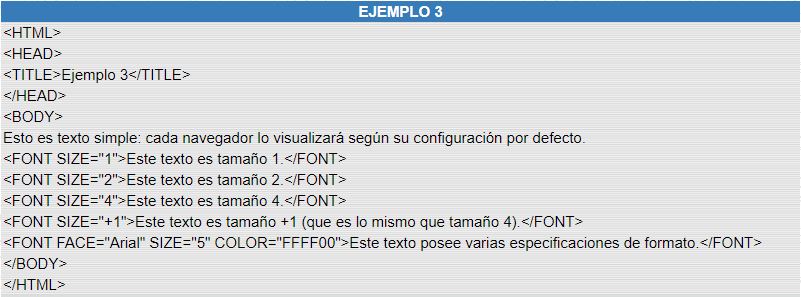 EJEMPLO 3
<HTML>
<HEAD>
<TITLE>Ejemplo 3</TITLE>
</HEAD>
<BODY>
Esto es texto simple: cada navegador lo visualizará según su configuración por defecto.
<FONT SIZE="1">Este texto es tamaño 1.</FONT>
<FONT SIZE="2">Este texto es tamaño 2.</FONT>
<FONT SIZE="4">Este texto es tamaño 4.</FONT>
<FONT SIZE="+1">Este texto es tamaño +1 (que es lo mismo que tamaño 4).</FONT>
<FONT FACE="Arial" SIZE="5" COLOR="FFFF00">Este texto posee varias especificaciones de formato.</FONT>
</BODY>
</HTML>